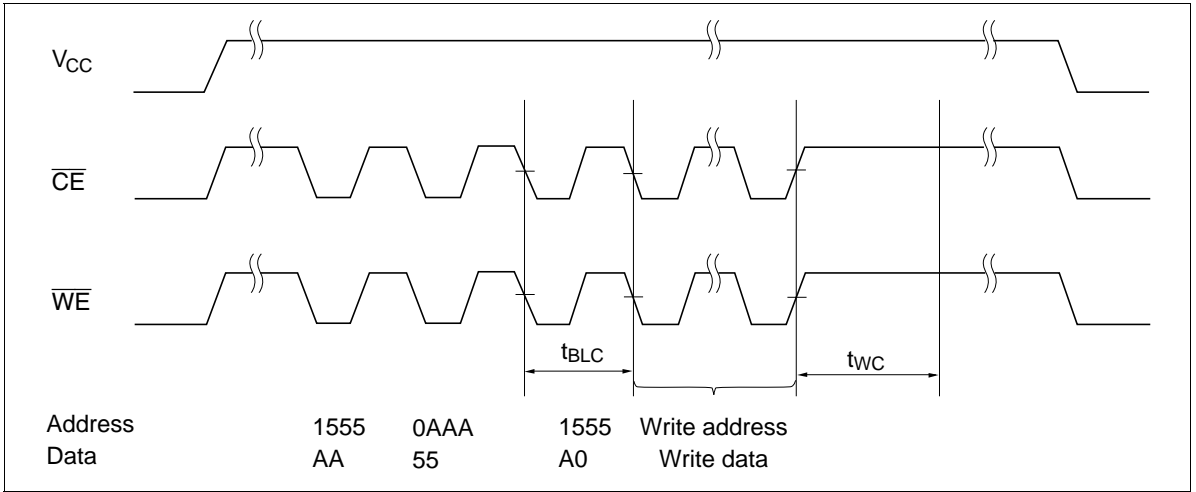 VCC
CE
WE
tBLC
tWC
Address 1555 0AAA 1555 Write address
Data AA 55 A0 Write data